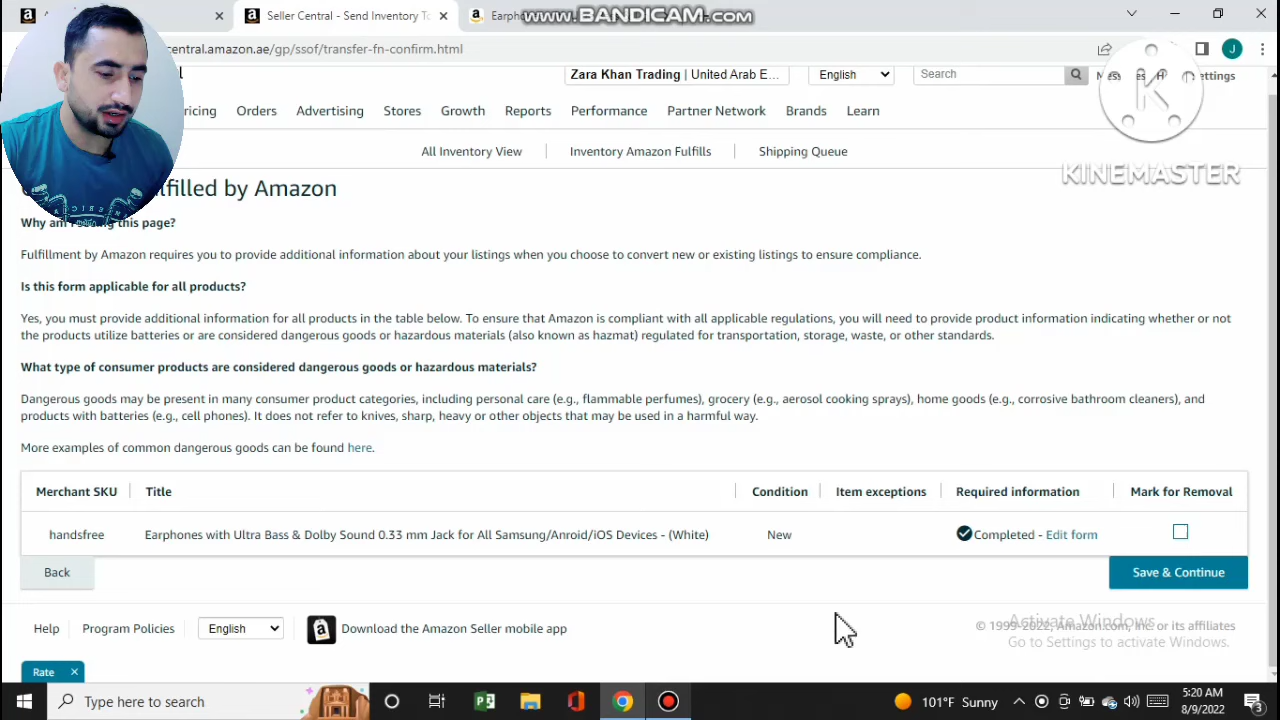 www.BANDICAM.com
Seller Central - Send Inventory To
Earph
central.amazon.ae/gp/ssof/transfer-fn-confirm.html
Zara Khan Trading | United Arab E...
English
Search
Settings
Orders
Advertising
Stores
Growth
Reports
Performance
Partner Network
Brands
Learn
All Inventory View
Inventory Amazon Fulfills
Shipping Queue
KINEMASTER
lfilled by Amazon
Why am I seeing this page?
Fulfillment by Amazon requires you to provide additional information about your listings when you choose to convert new or existing listings to ensure compliance.
Is this form applicable for all products?
Yes, you must provide additional information for all products in the table below. To ensure that Amazon is compliant with all applicable regulations, you will need to provide product information indicating whether or not
the products utilize batteries or are considered dangerous goods or hazardous materials (also known as hazmat) regulated for transportation, storage, waste, or other standards.
What type of consumer products are considered dangerous goods or hazardous materials?
Dangerous goods may be present in many consumer product categories, including personal care (e.g., flammable perfumes), grocery (e.g., aerosol cooking sprays), home goods (e.g., corrosive bathroom cleaners), and
products with batteries (e.g., cell phones). It does not refer to knives, sharp, heavy or other objects that may be used in a harmful way.
More examples of common dangerous goods can be found here.
Merchant SKU
Title
Condition
Item exceptions
Required information
Mark for Removal
handsfree
Earphones with Ultra Bass & Dolby Sound 0.33 mm Jack for All Samsung/Anroid/iOS Devices - (White)
New
Completed - Edit form
Back
Save & Continue
Help
Program Policies
English
Download the Amazon Seller mobile app
© 1999-2022, Amazon.com, Inc. or its affiliates
Activate Windows
Go to Settings to activate Windows.
Rate
Type here to search
101°F Sunny
5:20 AM
8/9/2022
3